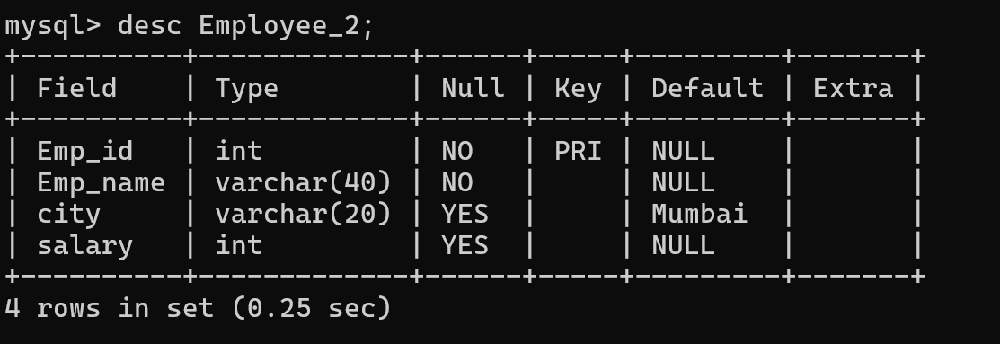 mysql> desc Employee_2;
+----------+-------------+------+-----+---------+-------+
| Field    | Type        | Null | Key | Default | Extra |
+----------+-------------+------+-----+---------+-------+
| Emp_id   | int         | NO   | PRI | NULL    |       |
| Emp_name | varchar(40) | NO   |     | NULL    |       |
| city     | varchar(20) | YES  |     | Mumbai  |       |
| salary   | int         | YES  |     | NULL    |       |
+----------+-------------+------+-----+---------+-------+
4 rows in set (0.25 sec)